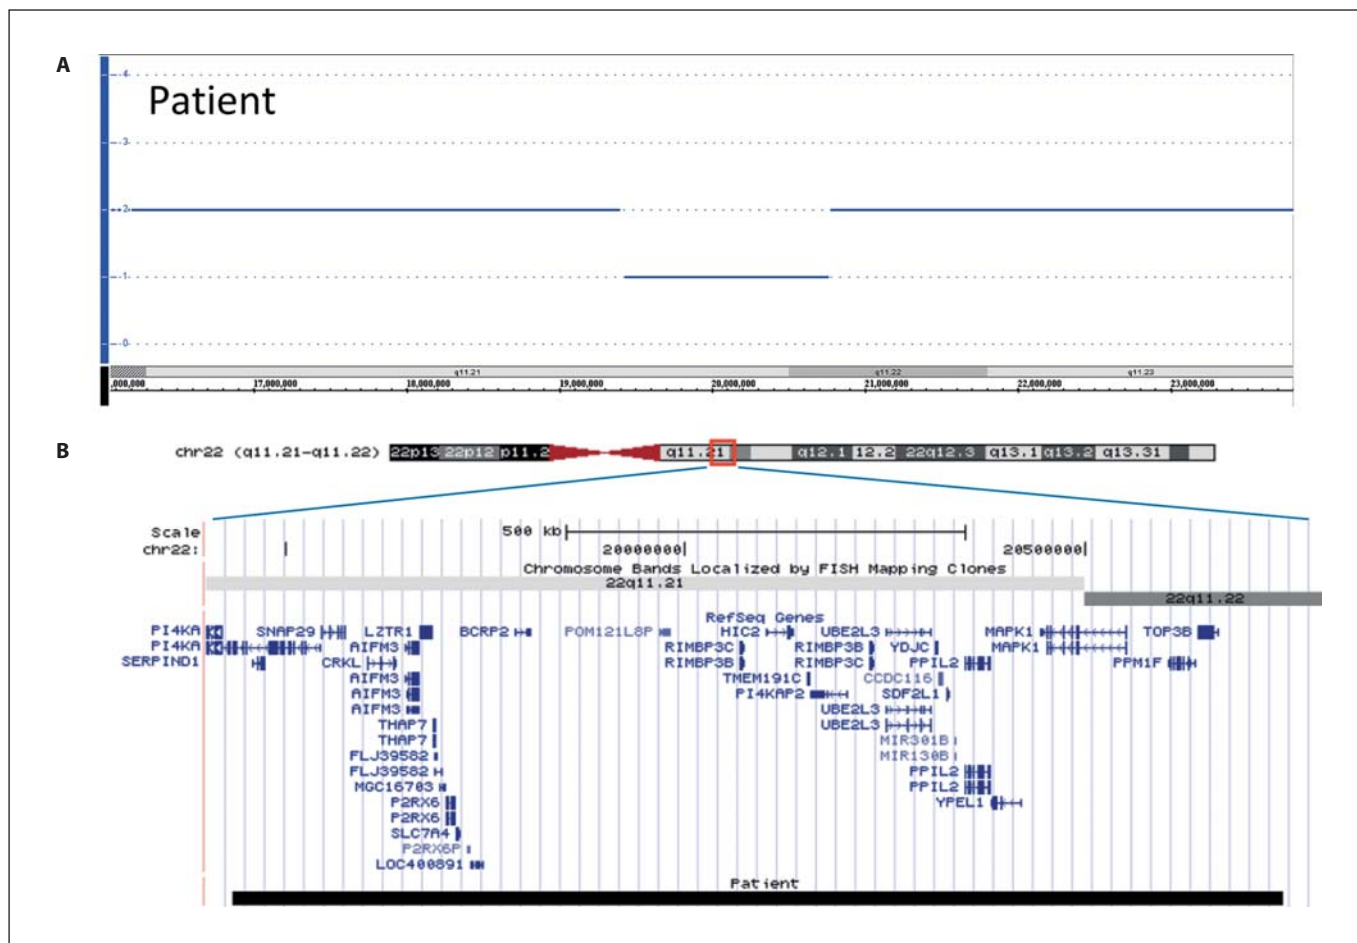 A
Patient
4
3
2
1
0
q11.21 q11.22 q11.23
,000,000 17,000,000 18,000,000 19,000,000 20,000,000 21,000,000 22,000,000 23,000,000
B
chr22 (q11.21-q11.22) 22p13 22p12 p11.2 q11.21 q12.1 12.2 22q12.3 q13.1 q13.2 q13.31
Scale 500 kb
chr22: 20000000 20500000
Chromosome Bands Localized by FISH Mapping Clones
22q11.21
22q11.22
RefSeq Genes
PI4KA SNAP29 LZTR1 BCRP2 POM121L8P HIC2 UBE2L3 MAPK1 TOP3B
PI4KA AIFM3 RIMBP3C RIMBP3B YDJC MAPK1
SERPIND1 CRKL RIMBP3B RIMBP3C PPIL2 PPM1F
AIFM3 TMEM191C CCDC116
AIFM3 PI4KAP2 SDF2L1
AIFM3 UBE2L3
THAP7 UBE2L3
THAP7 MIR301B
FLJ39582 MIR130B
FLJ39582 PPIL2
MGC16703 PPIL2
P2RX6 YPEL1
P2RX6
SLC7A4
P2RX6P
LOC400891
Patient